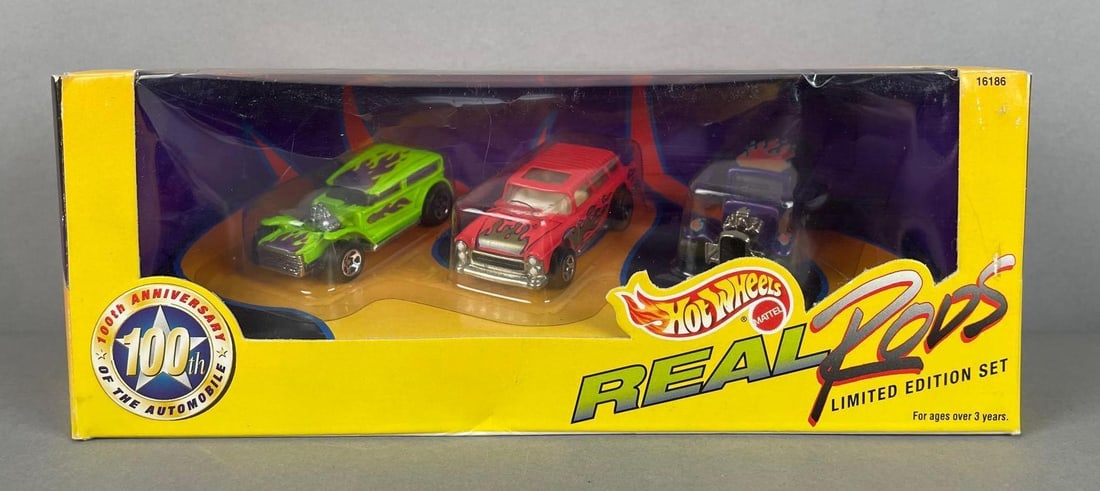 16186
100th ANNIVERSARY
100th
OF THE AUTOMOBILE
Hot Wheels
®
MATTEL
REAL RODS
LIMITED EDITION SET
For ages over 3 years.